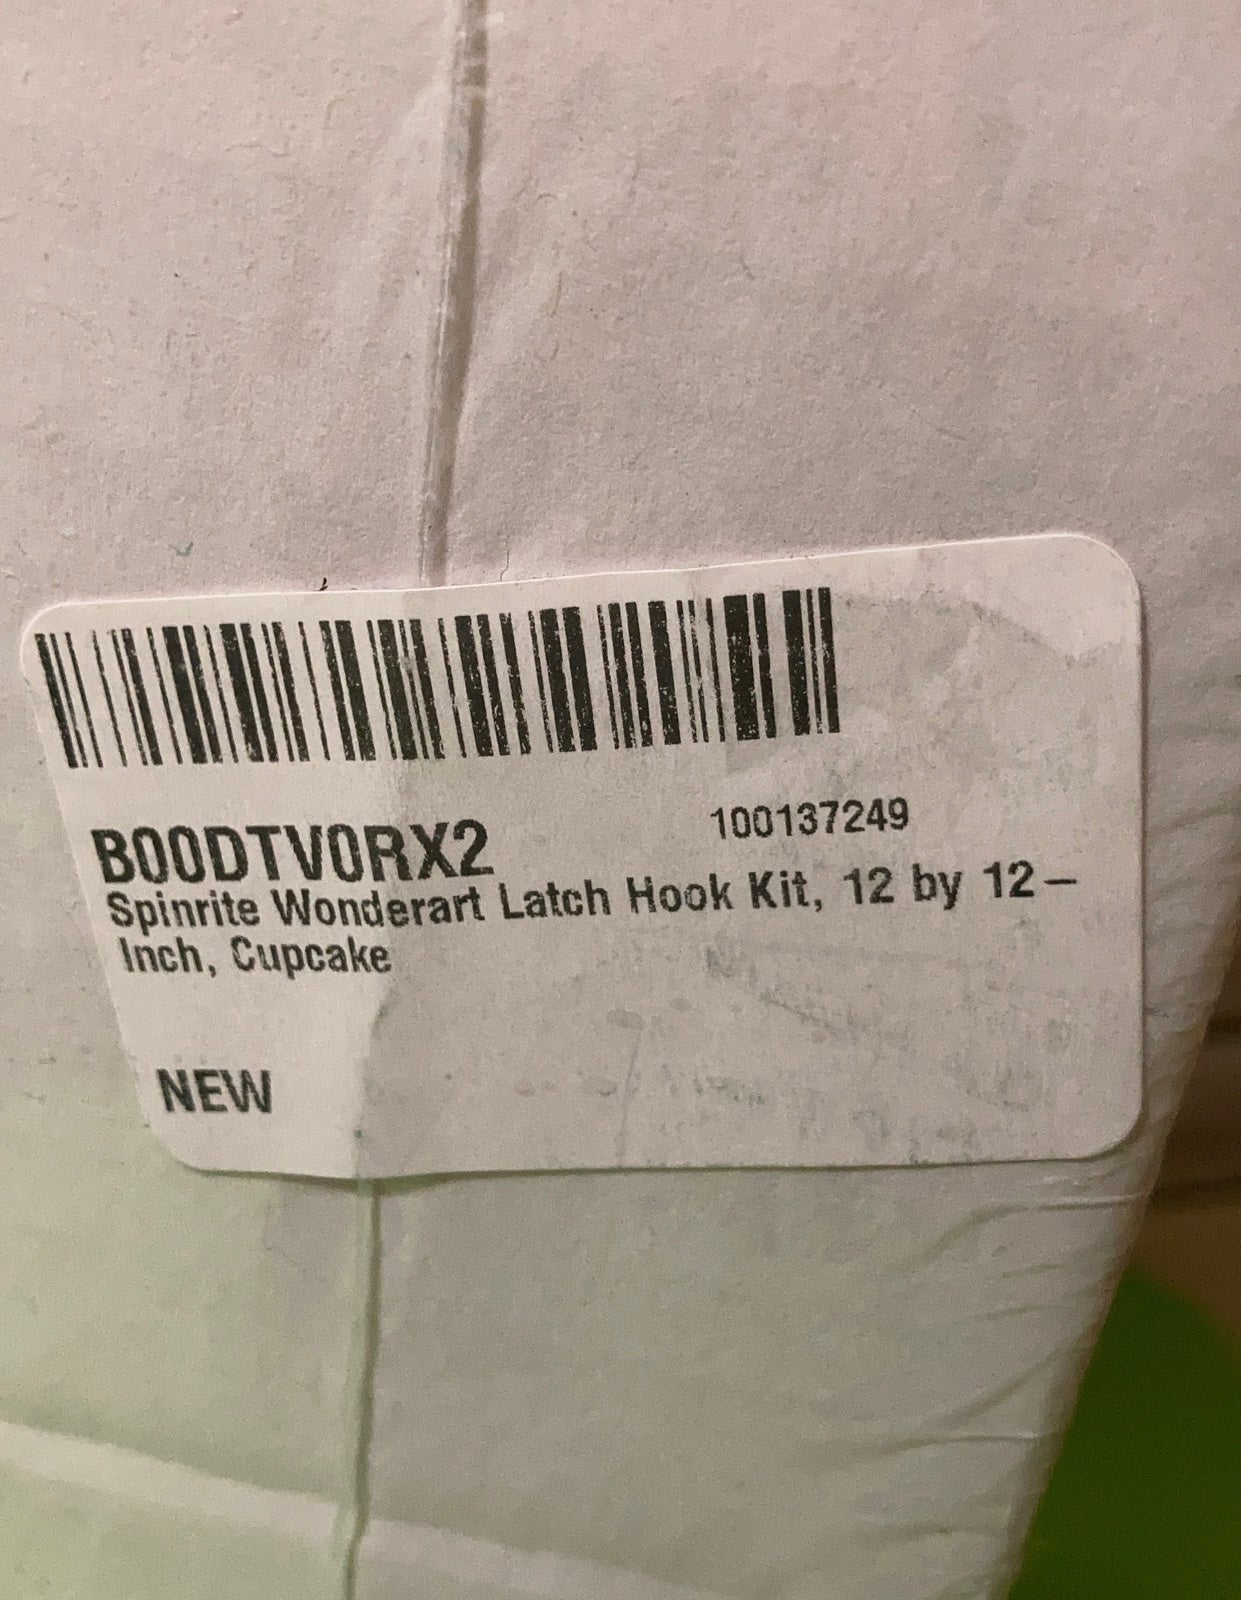 B00DTV0RX2
100137249
Spinrite Wonderart Latch Hook Kit, 12 by 12-
Inch, Cupcake
NEW